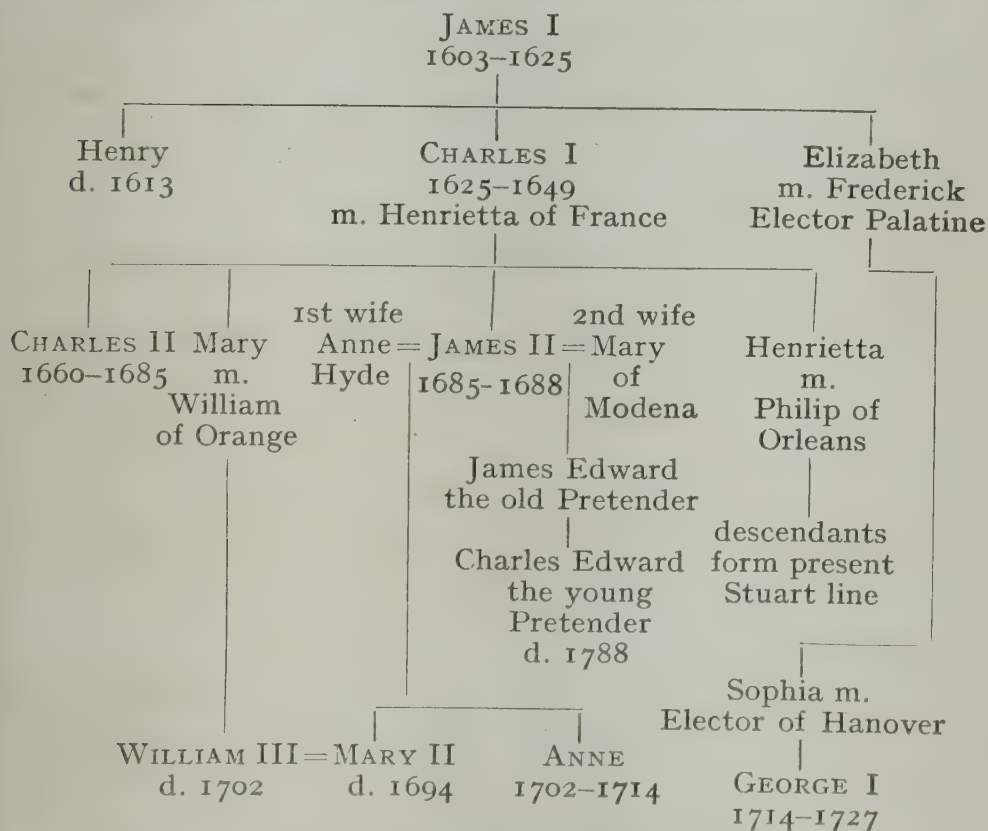 JAMES I
1603–1625
Henry
d. 1613
CHARLES I
1625–1649
m. Henrietta of France
Elizabeth
m. Frederick
Elector Palatine
CHARLES II
1660–1685
Mary
m.
William
of Orange
1st wife
Anne
Hyde
= JAMES II =
1685-1688
2nd wife
Mary
of
Modena
Henrietta
m.
Philip of
Orleans
James Edward
the old Pretender
Charles Edward
the young
Pretender
d. 1788
descendants
form present
Stuart line
Sophia m.
Elector of Hanover
WILLIAM III = MARY II
d. 1702
d. 1694
ANNE
1702–1714
GEORGE I
1714–1727